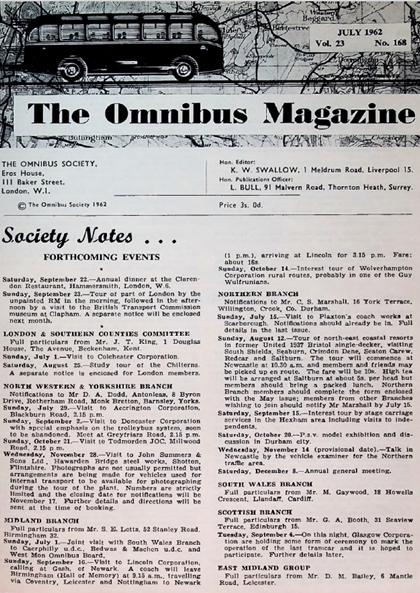 JULY 1962
Vol. 23 No. 168
The Omnibus Magazine
THE OMNIBUS SOCIETY,
Eros House,
111 Baker Street,
London. W.1.
© The Omnibus Society 1962
Hon. Editor:
K. W. SWALLOW, 1 Meldrum Road, Liverpool 15.
Hon. Publications Officer:
L. BULL, 91 Malvern Road, Thornton Heath, Surrey.
Price 3s. 0d.
Society Notes . . .
FORTHCOMING EVENTS
Saturday, September 22.—Annual dinner at the Claren-
don Restaurant, Hammersmith, London, W.6.
Sunday, September 23.—Tour of part of London by the
unpainted RM in the morning, followed in the after-
noon by a visit to the British Transport Commission
museum at Clapham. A separate notice will be enclosed
next month.
LONDON & SOUTHERN COUNTIES COMMITTEE
Full particulars from Mr. J. T. King, 1 Douglas
House, The Avenue, Beckenham, Kent.
Sunday, July 1.—Visit to Colchester Corporation.
Saturday, August 25.—Study tour of the Chilterns.
A separate notice is enclosed for London members.
NORTH WESTERN & YORKSHIRE BRANCH
Notifications to Mr D. A. Dodd, Antonleas, 8 Byron
Drive, Rotherham Road, Monk Bretton, Barnsley, Yorks.
Sunday, July 29.—Visit to Accrington Corporation,
Blackburn Road, 2.15 p.m.
Sunday, September 2.—Visit to Doncaster Corporation
with special emphasis on the trolleybus system, soon
to be abandoned. Meet at Greyfriars Road, 2.15 p.m.
Sunday, October 21.—Visit to Todmorden JOC, Millwood
depot, 2 p.m.
Wednesday, November 28.—Visit to John Summers &
Sons Ltd., Hawarden Bridge steel works, Shotton,
Flintshire. Photographs are not usually permitted but
arrangements are being made for vehicles used for
internal transport to be available for photographing
during the tour of the plant. Numbers are strictly
limited and the closing date for notifications will be
November 17. Further details and directions will be
sent at the time of booking.
MIDLAND BRANCH
Full particulars from Mr. S. E. Letts, 52 Stanley Road,
Birmingham 32.
Sunday, July 1.—Joint visit with South Wales Branch
to Caerphilly u.d.c., Bedwas & Machen u.d.c. and
West Mon Omnibus Board,
Sunday, September 16.—Visit to Lincoln Corporation,
calling at Gash, of Newark. A coach will leave
Birmingham (Hall of Memory) at 9.15 a.m., travelling
via Coventry, Leicester and Nottingham to Newark
(1 p.m.), arriving at Lincoln for 3.15 p.m. Fare:
about 16s.
Sunday, October 14.—Interest tour of Wolverhampton
Corporation rural routes, probably in one of the Guy
Wulfrunians.
NORTHERN BRANCH
Notifications to Mr. C. S. Marshall, 16 York Terrace,
Willington, Crook, Co. Durham.
Sunday, July 15.—Visit to Plaxton's coach works at
Scarborough. Notifications should already be in. Full
details in the last issue.
Sunday, August 12.—Tour of north-east coastal resorts
in former United 1937 Bristol single-decker, visiting
South Shields, Seaburn, Crimdon Dene, Seaton Carew,
Redcar and Saltburn. The tour will commence at
Newcastle at 10.30 a.m. and members and friends may
be picked up en route. The fare will be 10s. High tea
will be arranged at Saltburn at about 5s. per head but
members should bring a packed lunch. Northern
Branch members should complete the form enclosed
with the May issue; members from other Branches
wishing to join should notify Mr Marshall by July 15.
Saturday, September 15.—Interest tour by stage carriage
services in the Hexham area including visits to inde-
pendents.
Saturday, October 20.—P.s.v. model exhibition and dis-
cussion in Durham city.
Wednesday, November 14 (provisional date).—Talk in
Newcastle by the vehicle examiner for the Northern
traffic area.
Saturday, December 8.—Annual general meeting.
SOUTH WALES BRANCH
Full particulars from Mr. M. Gaywood, 18 Howells
Crescent, Llandaff, Cardiff.
SCOTTISH BRANCH
Full particulars from Mr. G. A. Booth, 31 Seaview
Terrace, Edinburgh 15.
Tuesday, September 4.—On this night, Glasgow Corpora-
tion are holding some form of ceremony to mark the
operation of the last tramcar and it is hoped to
participate. Further details later.
EAST MIDLAND GROUP
Full particulars from Mr. D. M. Bailey, 6 Mantle
Road, Leicester.